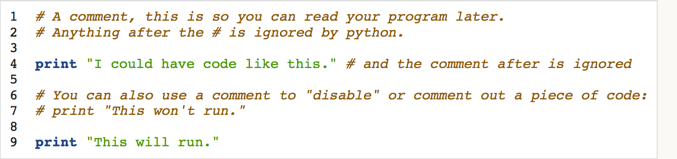 1 # A comment, this is so you can read your program later.
2 # Anything after the # is ignored by python.
3
4 print "I could have code like this." # and the comment after is ignored
5
6 # You can also use a comment to "disable" or comment out a piece of code:
7 # print "This won't run."
8
9 print "This will run."